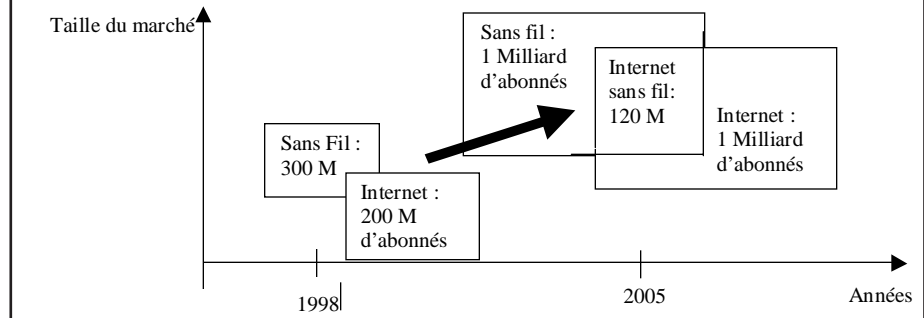 Taille du marché
Sans fil :
1 Milliard
d’abonnés
Internet
sans fil:
120 M
Internet :
1 Milliard
d’abonnés
Sans Fil :
300 M
Internet :
200 M
d’abonnés
1998
2005
Années